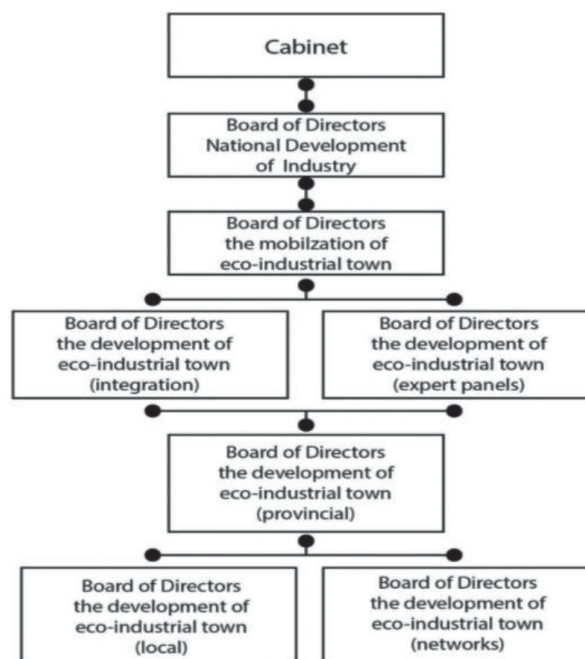 Cabinet
Board of Directors
National Development
of Industry
Board of Directors
the mobilzation of
eco-industrial town
Board of Directors
the development of
eco-industrial town
(integration)
Board of Directors
the development of
eco-industrial town
(expert panels)
Board of Directors
the development of
eco-industrial town
(provincial)
Board of Directors
the development of
eco-industrial town
(local)
Board of Directors
the development of
eco-industrial town
(networks)